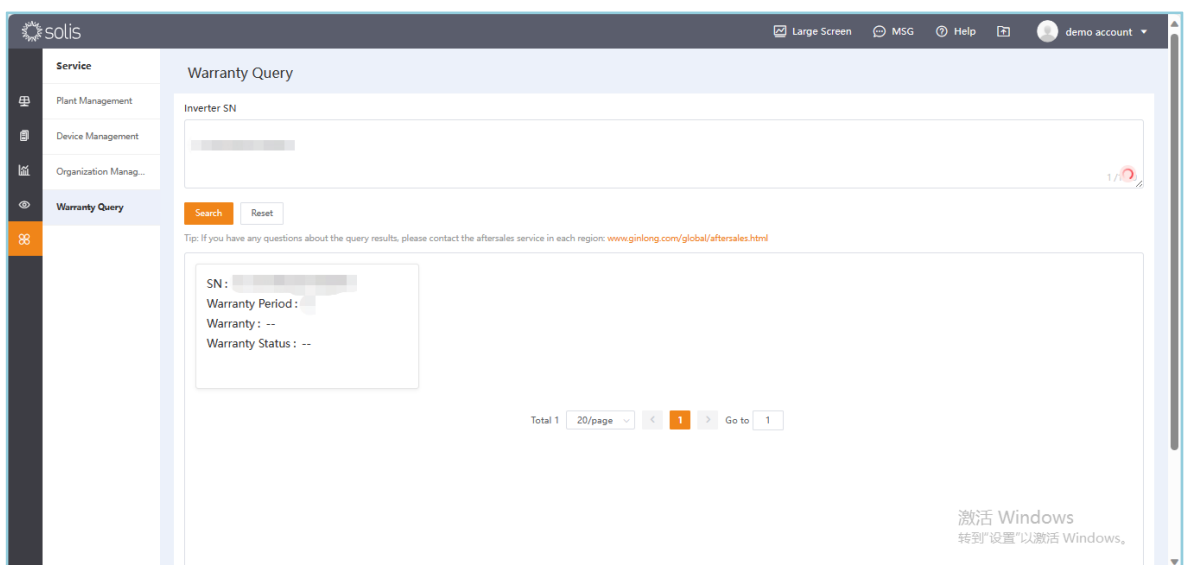 solis
Large Screen MSG Help demo account
Service
Plant Management
Device Management
Organization Manag...
Warranty Query
Warranty Query
Inverter SN
1 /
Search Reset
Tip: If you have any questions about the query results, please contact the aftersales service in each region: www.ginlong.com/global/aftersales.html
SN :
Warranty Period :
Warranty : --
Warranty Status : --
Total 1 20/page < 1 > Go to 1
激活 Windows
转到"设置"以激活 Windows。